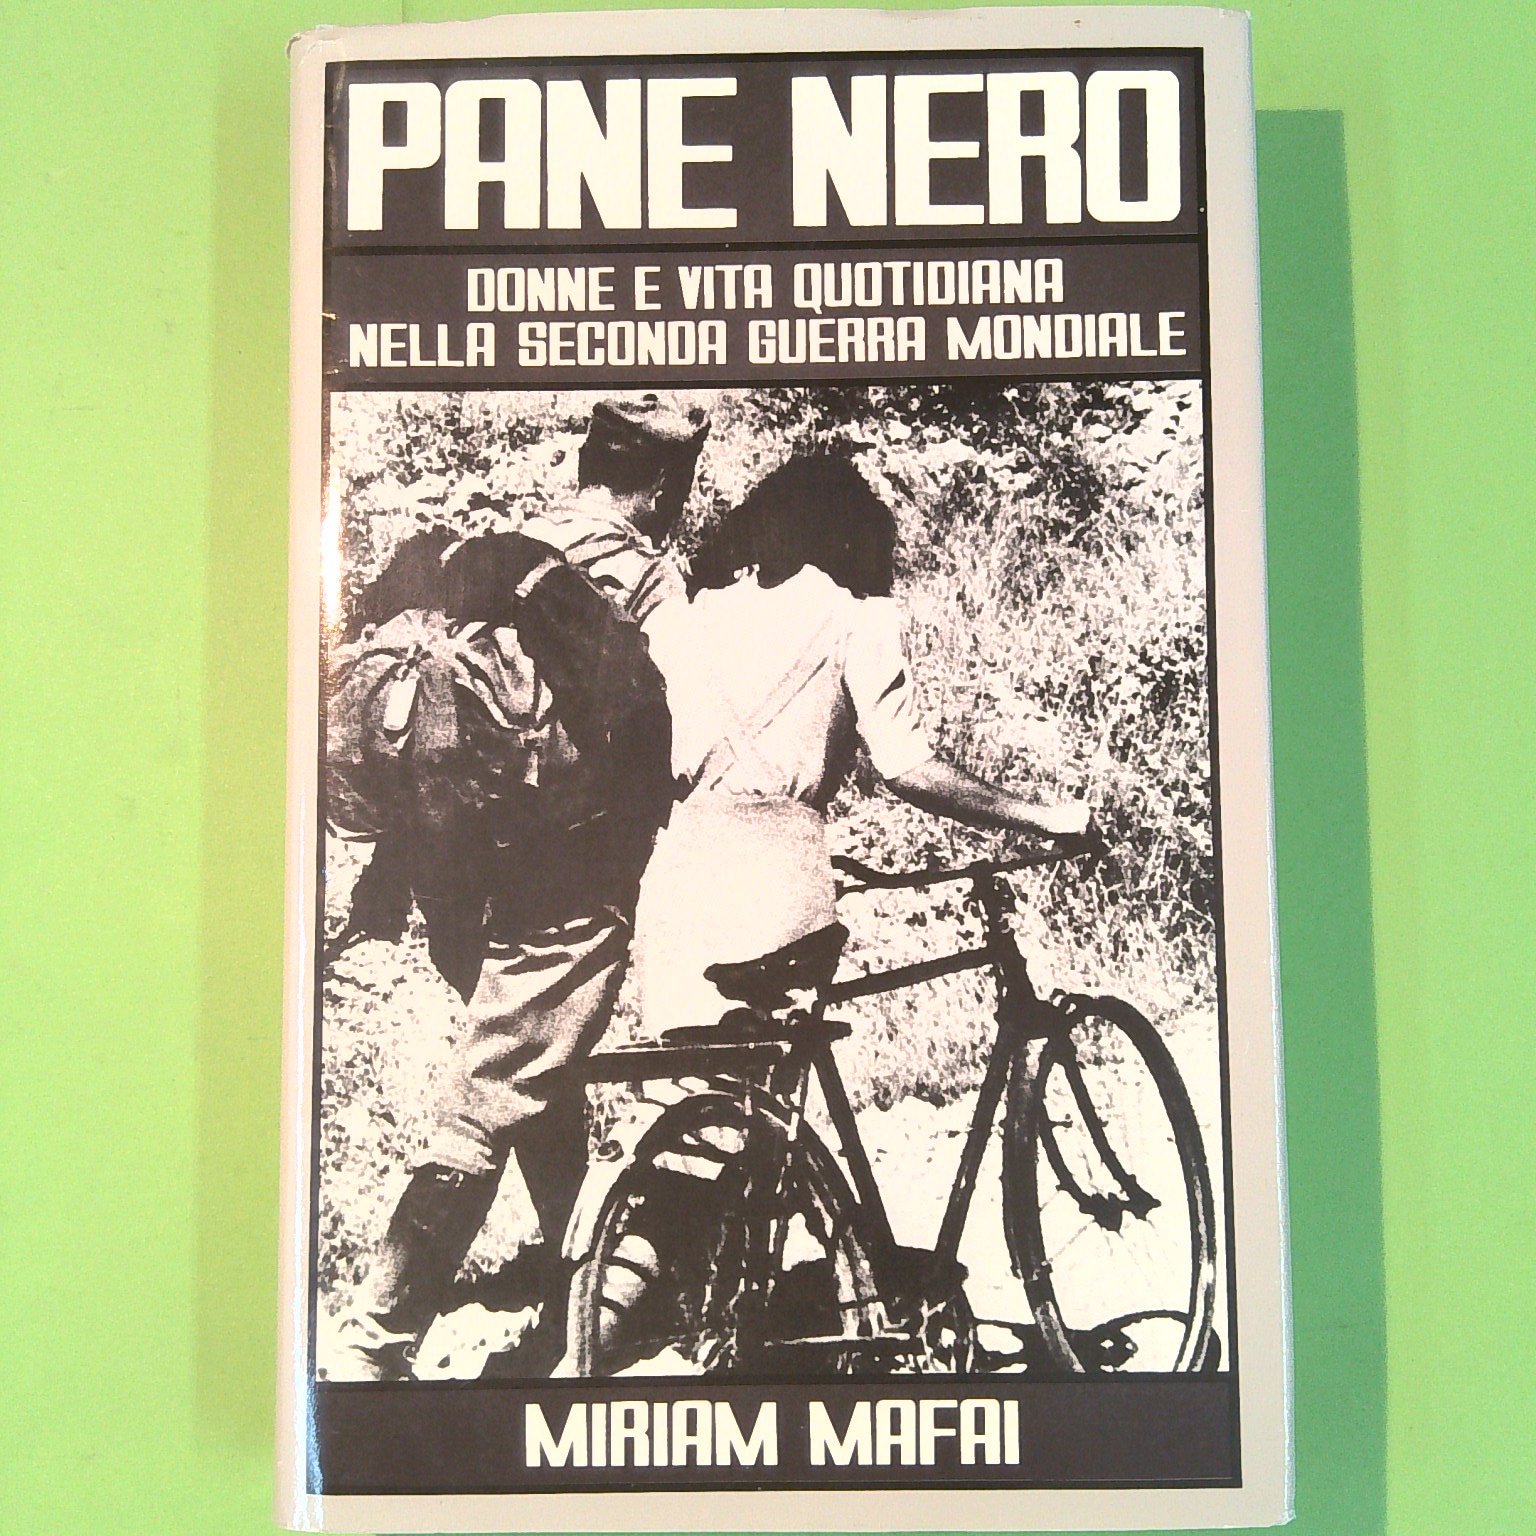 PANE NERO
DONNE E VITA QUOTIDIANA
NELLA SECONDA GUERRA MONDIALE
MIRIAM MAFAI